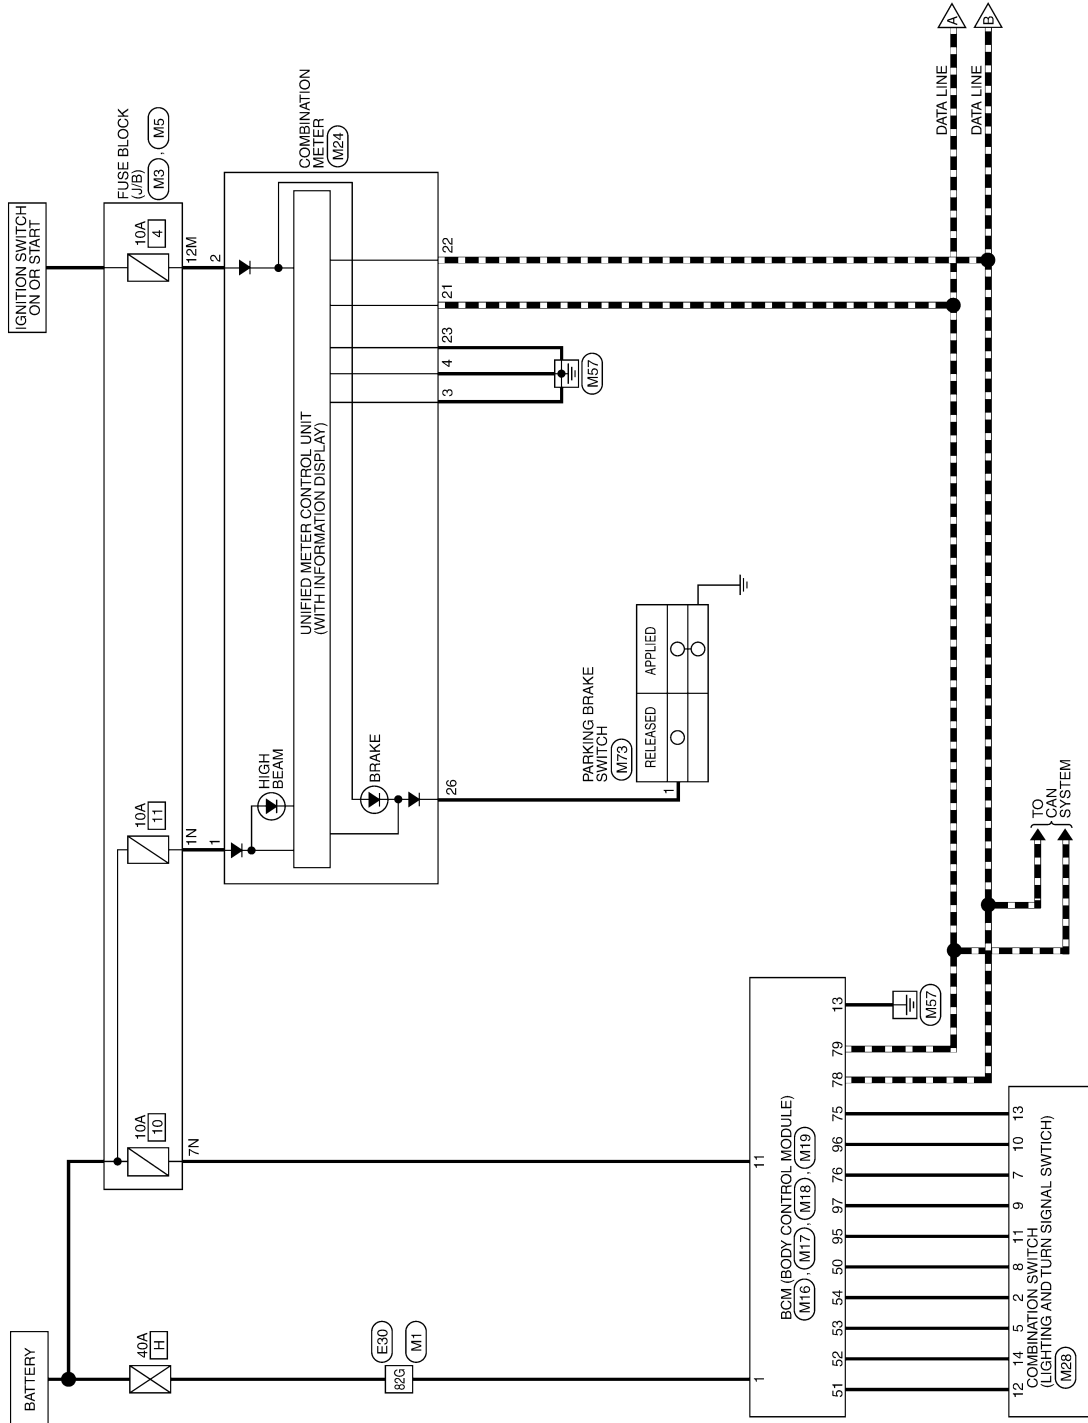 BATTERY
IGNITION SWITCH
ON OR START
FUSE BLOCK
(J/B)
M3 , M5
40A
H
10A
10
10A
11
10A
4
7N
1N
12M
E30
82G
M1
1
2
COMBINATION
METER
M24
HIGH
BEAM
UNIFIED METER CONTROL UNIT
(WITH INFORMATION DISPLAY)
BRAKE
26
3
4
23
21
22
M57
PARKING BRAKE
SWITCH
M73
1
RELEASED
APPLIED
DATA LINE
A
DATA LINE
B
TO
CAN
SYSTEM
1
11
BCM (BODY CONTROL MODULE)
M16 , M17 , M18 , M19
51
52
53
54
50
95
97
76
96
75
78
79
13
M57
12
14
5
2
8
11
9
7
10
13
COMBINATION SWITCH
(LIGHTING AND TURN SIGNAL SWTICH)
M28